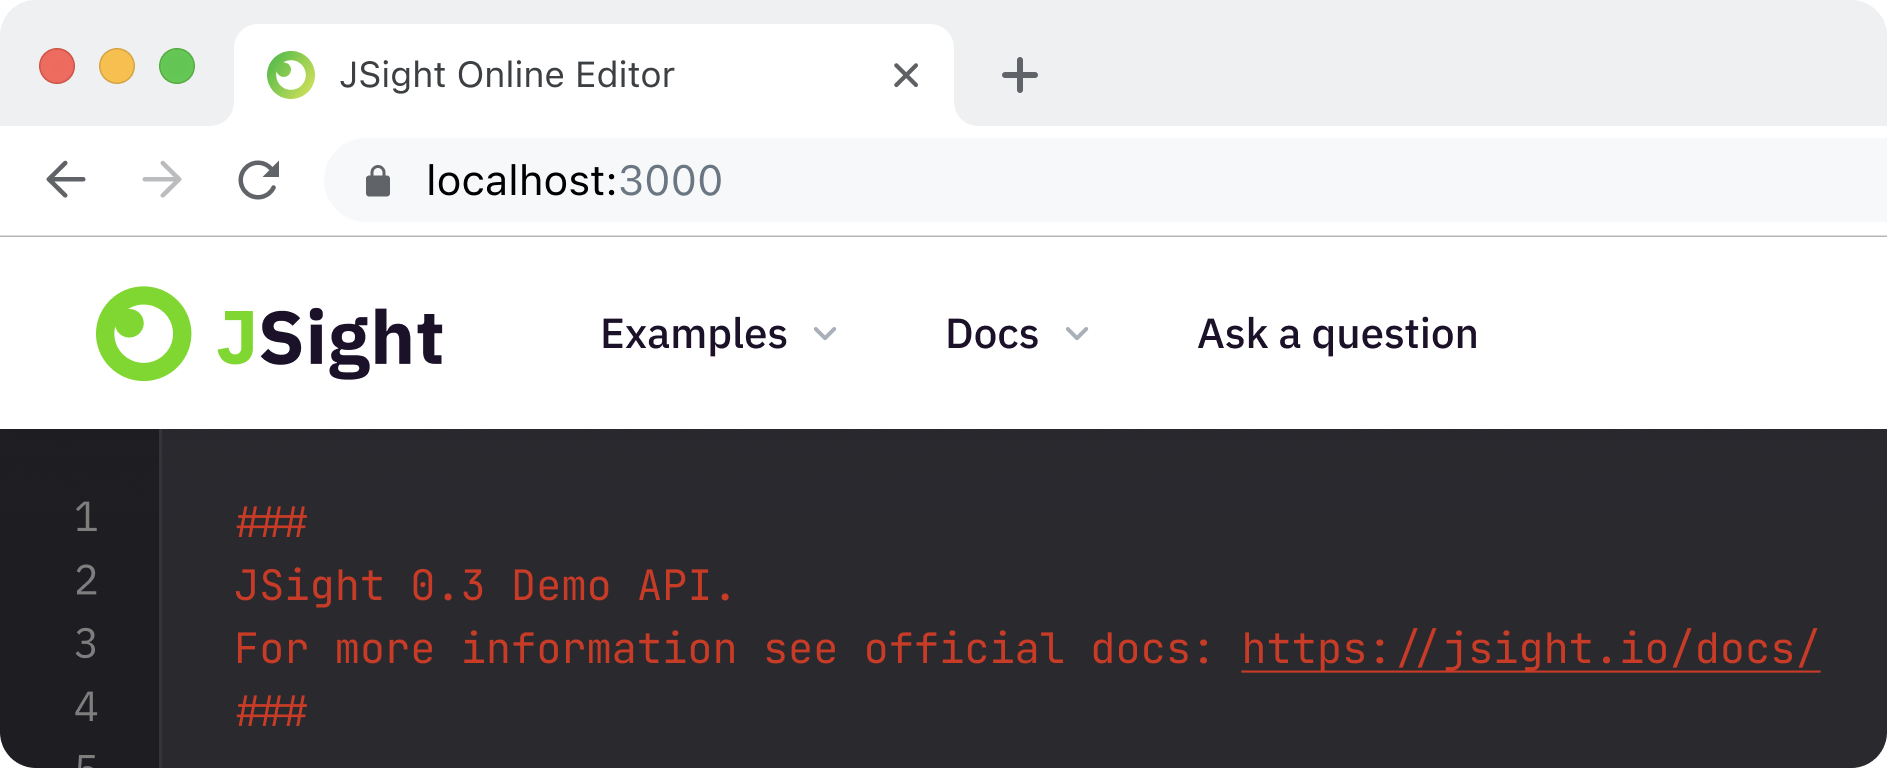 JSight Online Editor
localhost:3000
JSight
Examples
Docs
Ask a question
1 ###
2 JSight 0.3 Demo API.
3 For more information see official docs: https://jsight.io/docs/
4 ###
5